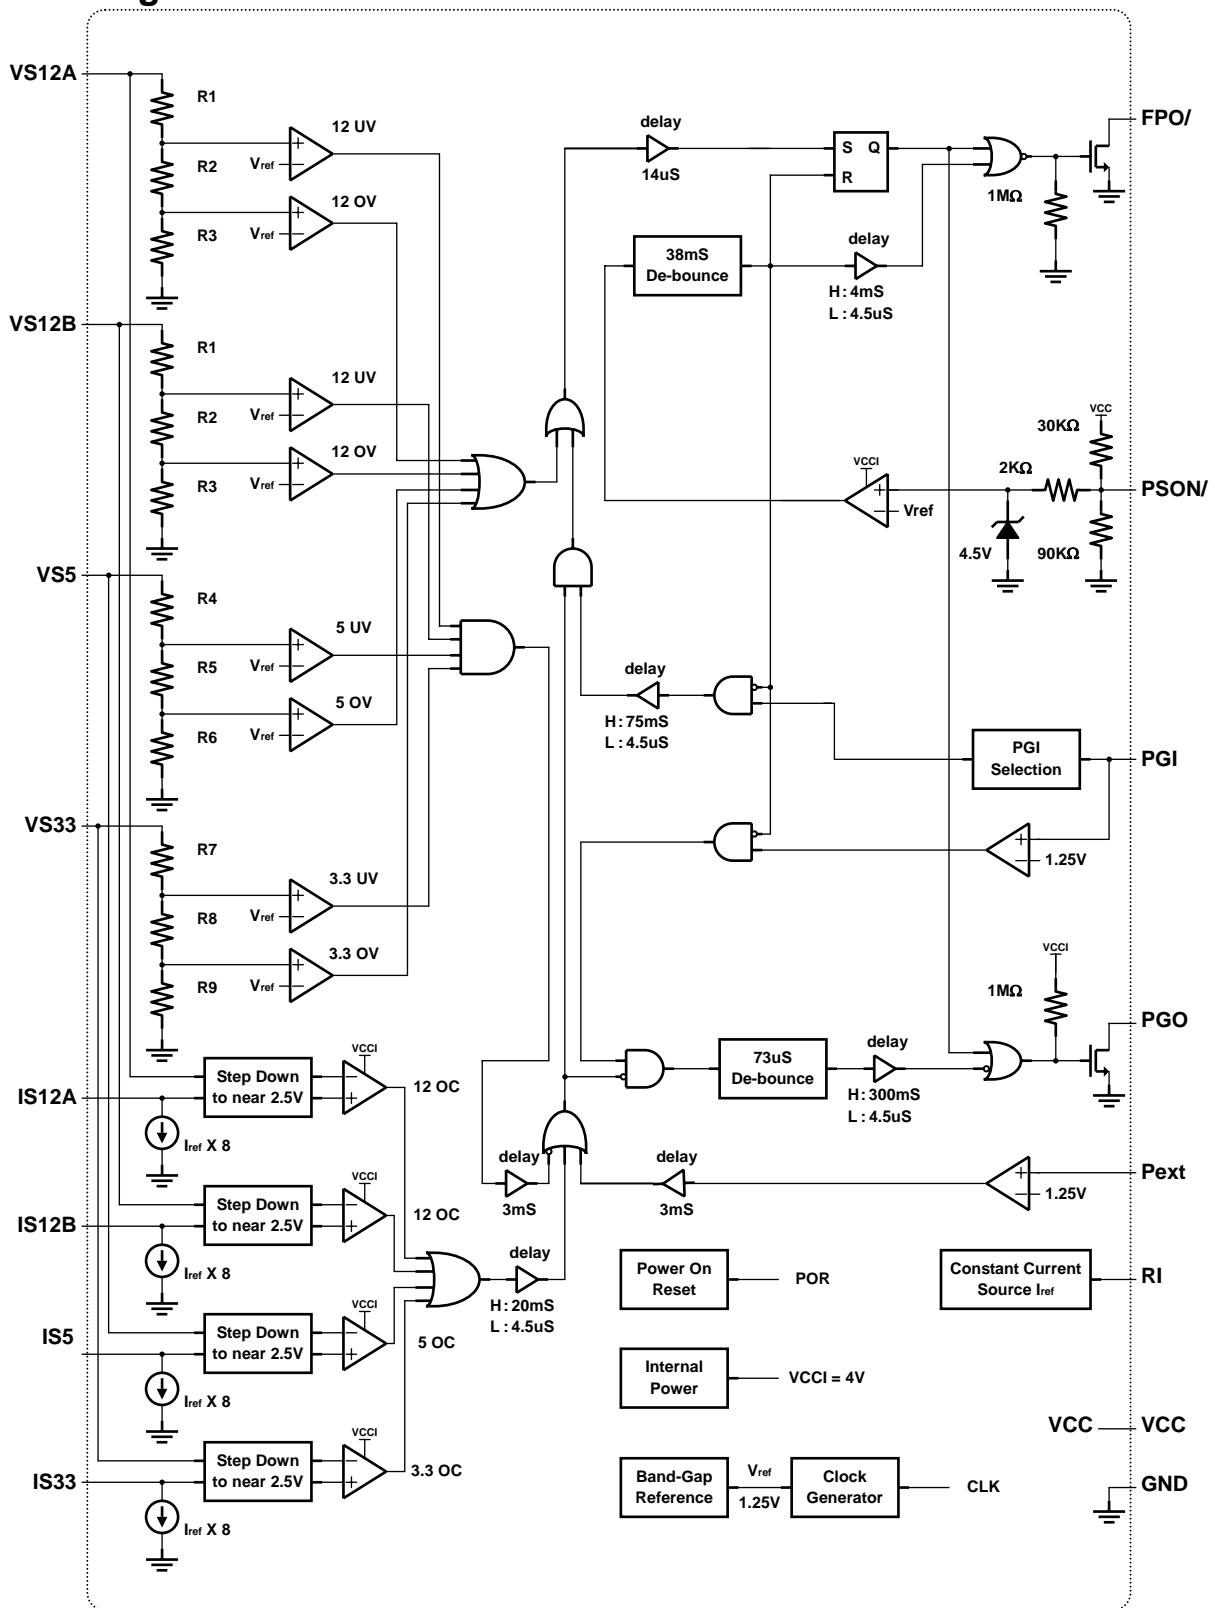 VS12A
R1
12 UV
Vref
R2
12 OV
Vref
R3
VS12B
R1
12 UV
Vref
R2
12 OV
Vref
R3
VS5
R4
5 UV
Vref
R5
5 OV
Vref
R6
VS33
R7
3.3 UV
Vref
R8
3.3 OV
Vref
R9
IS12A
Step Down
to near 2.5V
VCCI
12 OC
Iref X 8
IS12B
Step Down
to near 2.5V
VCCI
12 OC
Iref X 8
IS5
Step Down
to near 2.5V
VCCI
5 OC
Iref X 8
IS33
Step Down
to near 2.5V
VCCI
3.3 OC
Iref X 8
delay
H : 20mS
L : 4.5uS
delay
3mS
delay
3mS
delay
14uS
S Q
R
1MΩ
FPO/
38mS
De-bounce
delay
H : 4mS
L : 4.5uS
VCCI
Vref
2KΩ
4.5V
VCC
30KΩ
90KΩ
PSON/
delay
H : 75mS
L : 4.5uS
PGI
Selection
PGI
1.25V
VCCI
1MΩ
PGO
73uS
De-bounce
delay
H : 300mS
L : 4.5uS
Pext
1.25V
Power On
Reset
POR
Constant Current
Source Iref
RI
Internal
Power
VCCI = 4V
VCC
VCC
Band-Gap
Reference
Vref
1.25V
Clock
Generator
CLK
GND